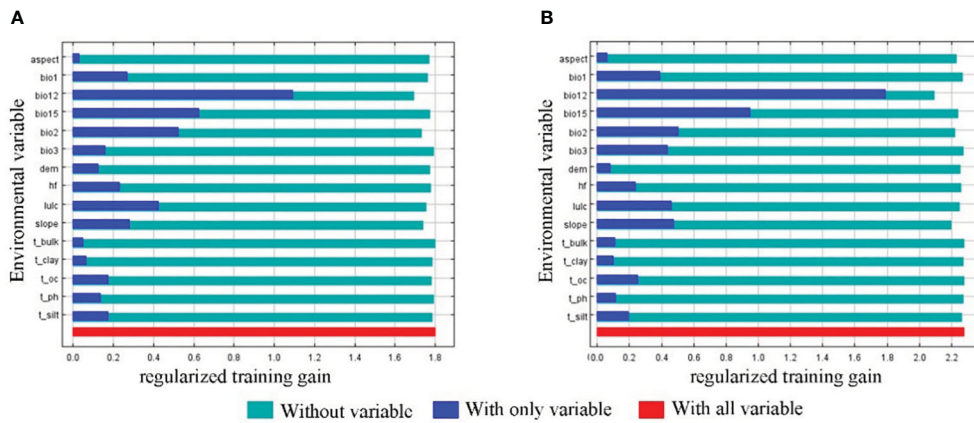 A
Environmental variable
aspect
bio1
bio12
bio15
bio2
bio3
dem
hf
lulc
slope
t_bulk
t_clay
t_oc
t_ph
t_silt
0.0 0.2 0.4 0.6 0.8 1.0 1.2 1.4 1.6 1.8
regularized training gain
B
Environmental variable
aspect
bio1
bio12
bio15
bio2
bio3
dem
hf
lulc
slope
t_bulk
t_clay
t_oc
t_ph
t_silt
0.0 0.2 0.4 0.6 0.8 1.0 1.2 1.4 1.6 1.8 2.0 2.2
regularized training gain
Without variable With only variable With all variable